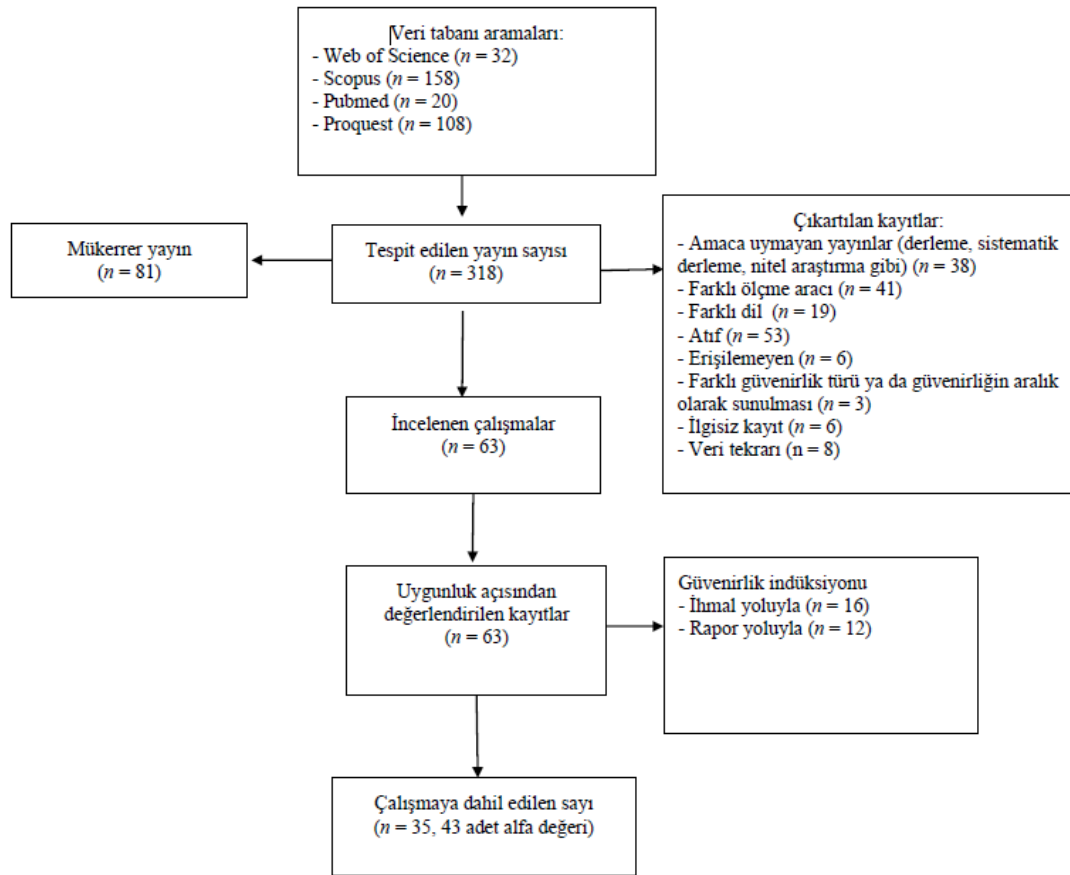 Veri tabanı aramaları:
- Web of Science (n = 32)
- Scopus (n = 158)
- Pubmed (n = 20)
- Proquest (n = 108)
Mükerrer yayın
(n = 81)
Tespit edilen yayın sayısı
(n = 318)
Çıkartılan kayıtlar:
- Amaca uymayan yayınlar (derleme, sistematik
derleme, nitel araştırma gibi) (n = 38)
- Farklı ölçme aracı (n = 41)
- Farklı dil (n = 19)
- Atıf (n = 53)
- Erişilemeyen (n = 6)
- Farklı güvenirlik türü ya da güvenirliğin aralık
olarak sunulması (n = 3)
- İlgisiz kayıt (n = 6)
- Veri tekrarı (n = 8)
İncelenen çalışmalar
(n = 63)
Uygunluk açısından
değerlendirilen kayıtlar
(n = 63)
Güvenirlik indüksiyonu
- İhmal yoluyla (n = 16)
- Rapor yoluyla (n = 12)
Çalışmaya dahil edilen sayı
(n = 35, 43 adet alfa değeri)